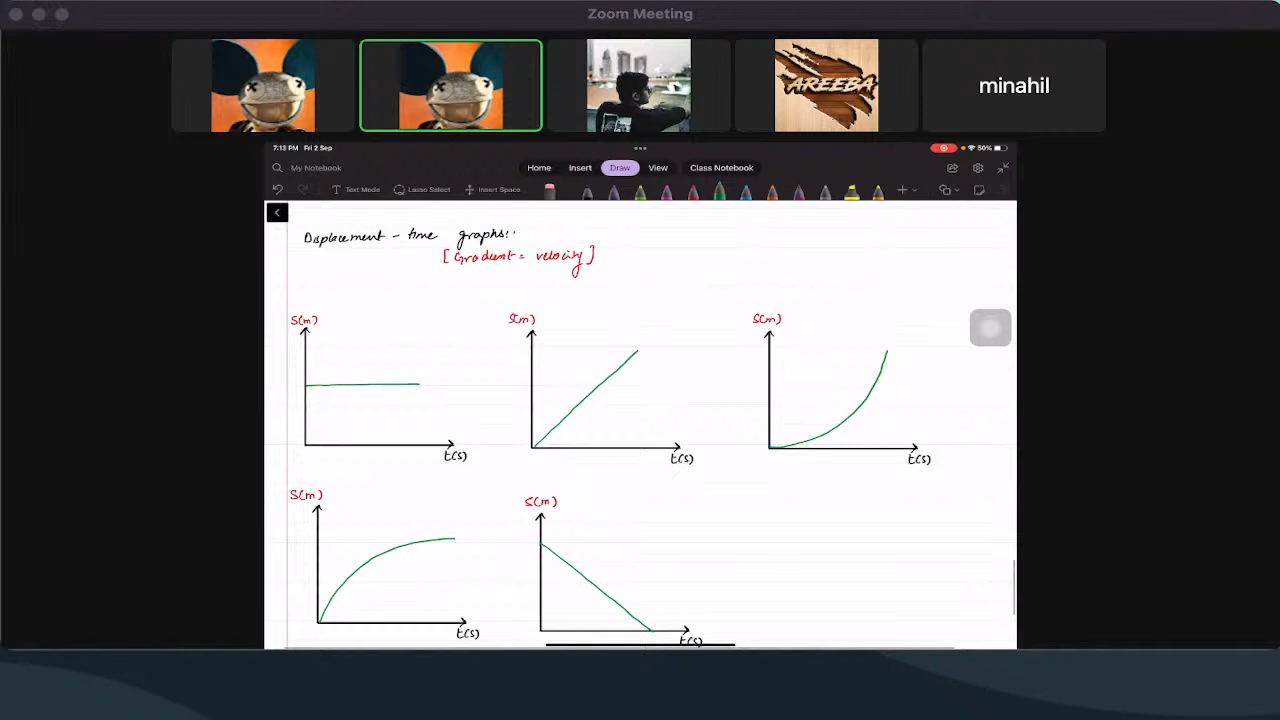 Zoom Meeting
AREEBA
minahil
7:13 PM Fri 2 Sep
50%
My Notebook
Home Insert Draw View Class Notebook
Text Mode Lasso Select Insert Space
Displacement - time graphs:
[Gradient = velocity]
S(m) S(m) S(m)
t(s) t(s) t(s)
S(m) S(m)
t(s) t(s)